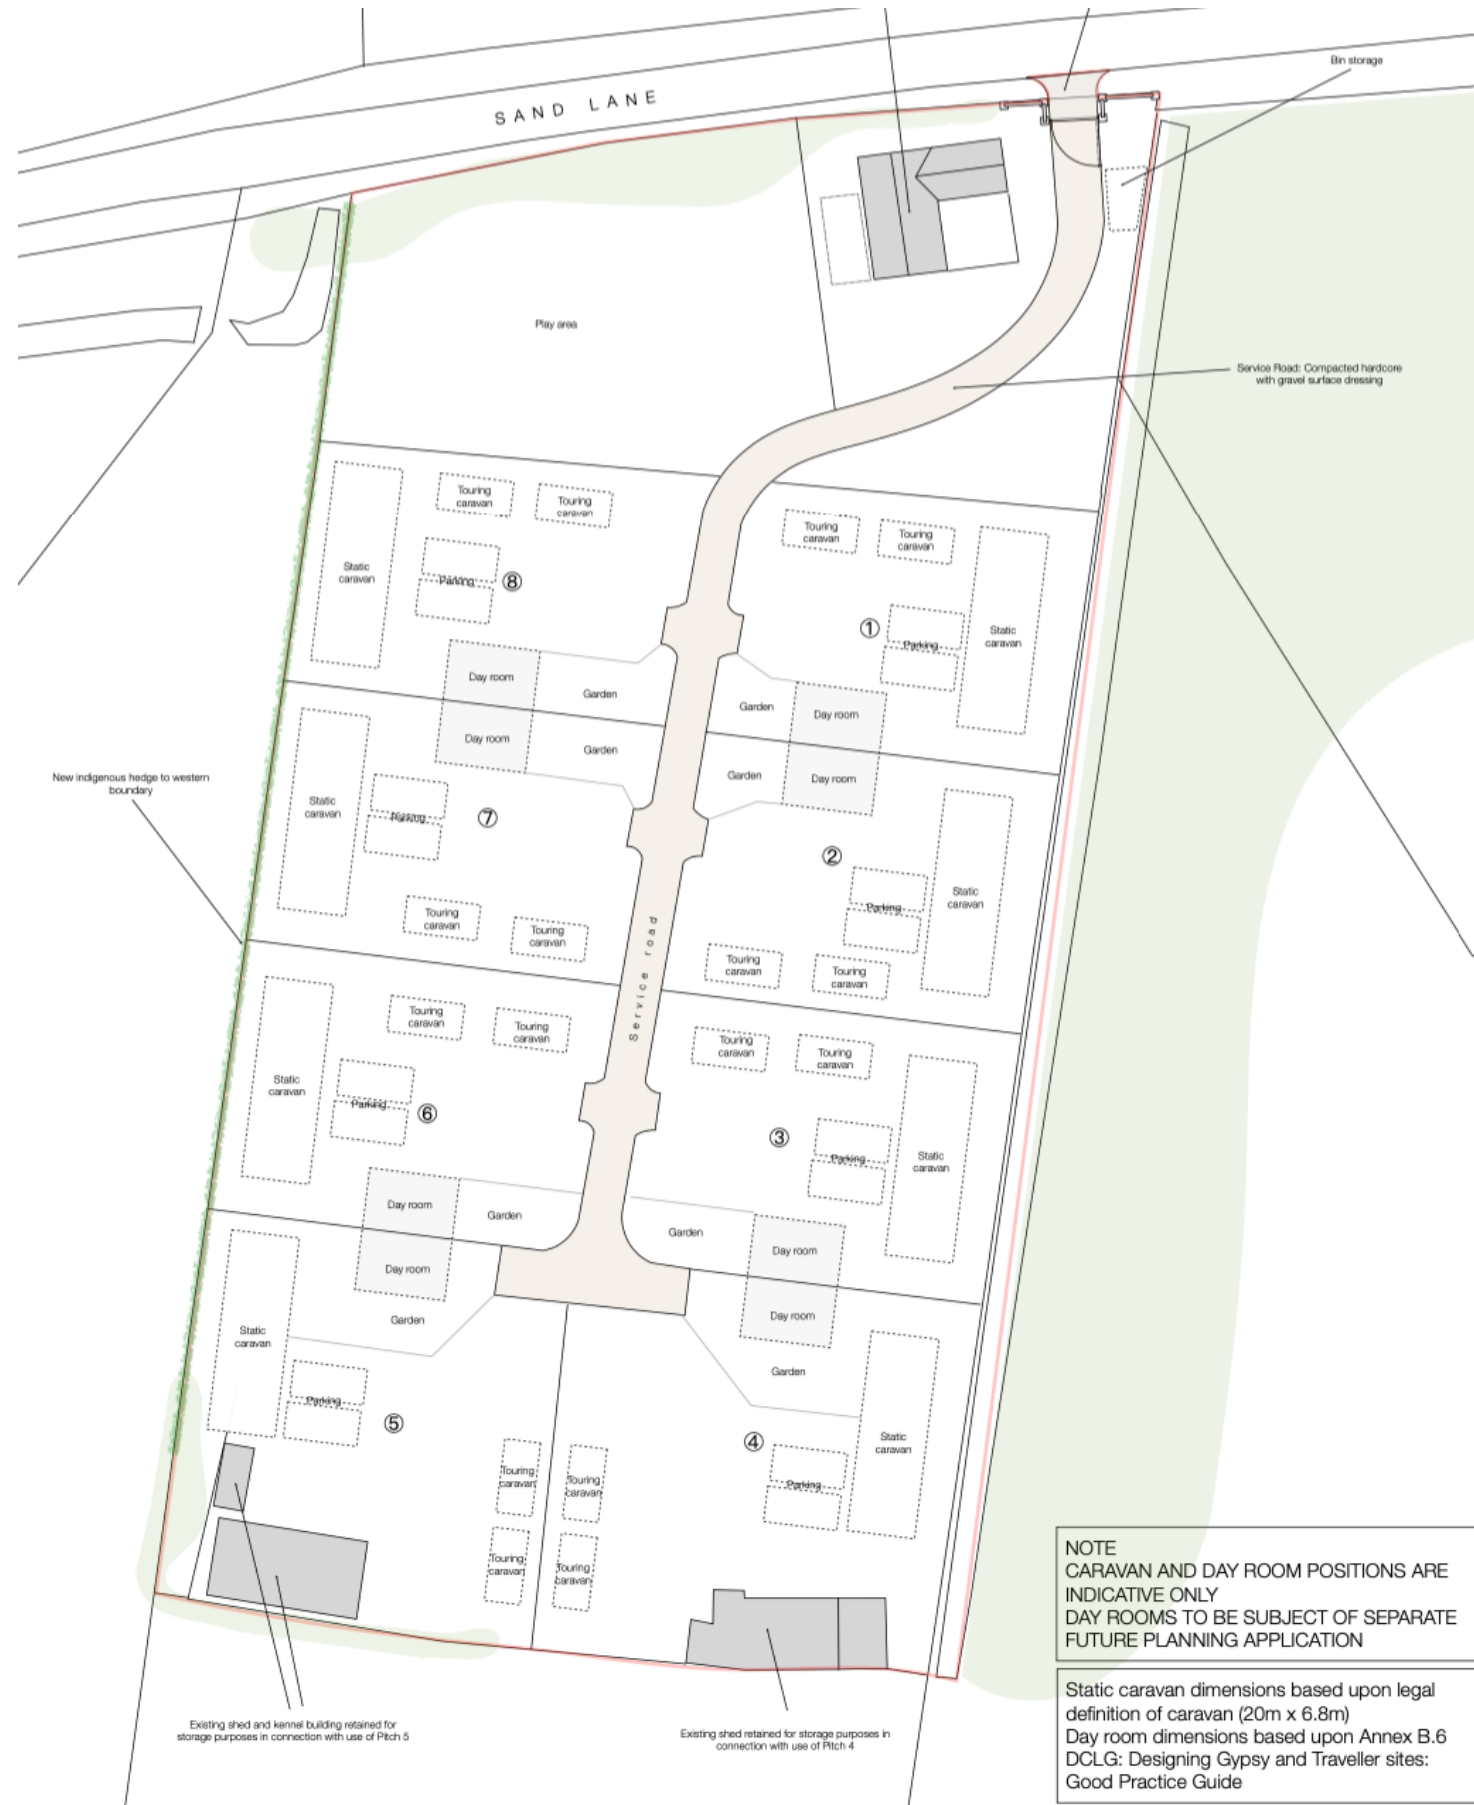 Bin storage
SAND LANE
Play area
Service Road: Compacted hardcore
with gravel surface dressing
Touring
caravan
Touring
caravan
Static
caravan
Parking
⑧
Day room
Garden
Touring
caravan
Touring
caravan
①
Parking
Static
caravan
Garden
Day room
Day room
Garden
Static
caravan
Parking
⑦
Touring
caravan
Touring
caravan
Garden
Day room
②
Parking
Static
caravan
Touring
caravan
Touring
caravan
New indigenous hedge to western
boundary
Service road
Touring
caravan
Touring
caravan
Static
caravan
Parking
⑥
Day room
Garden
Touring
caravan
Touring
caravan
③
Parking
Static
caravan
Garden
Day room
Day room
Garden
Static
caravan
Parking
⑤
Touring
caravan
Touring
caravan
Day room
Garden
④
Parking
Static
caravan
Touring
caravan
Touring
caravan
Existing shed and kennel building retained for
storage purposes in connection with use of Pitch 5
Existing shed retained for storage purposes in
connection with use of Pitch 4
NOTE
CARAVAN AND DAY ROOM POSITIONS ARE
INDICATIVE ONLY
DAY ROOMS TO BE SUBJECT OF SEPARATE
FUTURE PLANNING APPLICATION
Static caravan dimensions based upon legal
definition of caravan (20m x 6.8m)
Day room dimensions based upon Annex B.6
DCLG: Designing Gypsy and Traveller sites:
Good Practice Guide